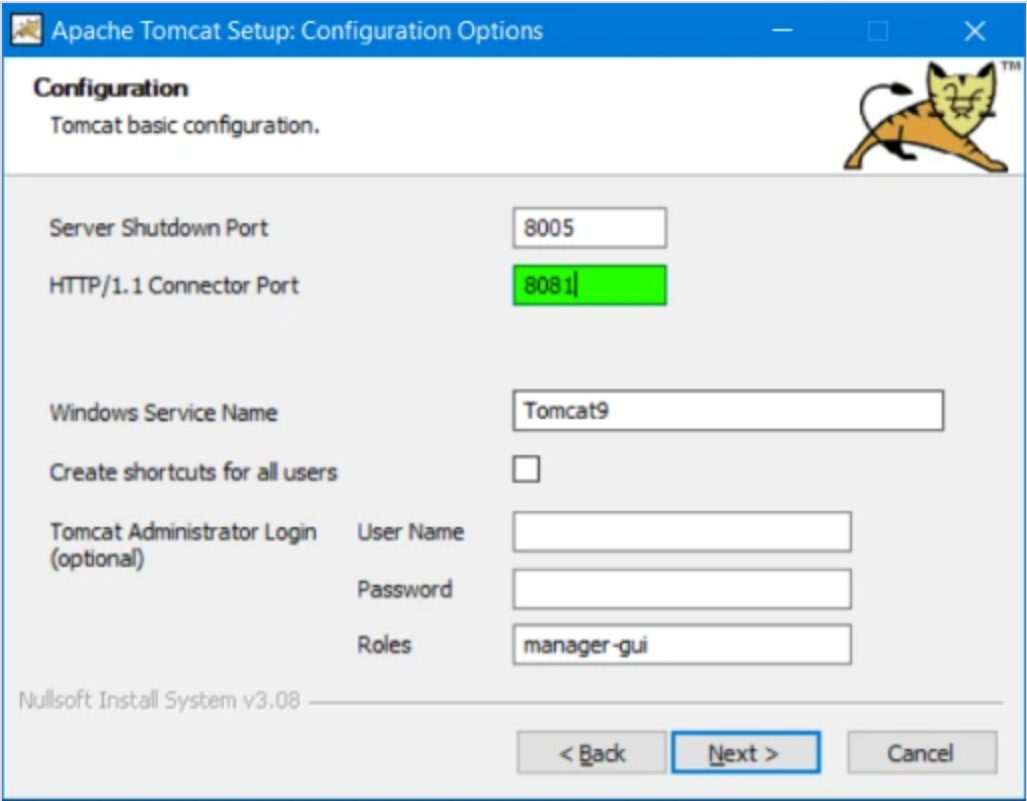 Apache Tomcat Setup: Configuration Options
Configuration
Tomcat basic configuration.
TM
Server Shutdown Port 8005
HTTP/1.1 Connector Port 8081
Windows Service Name Tomcat9
Create shortcuts for all users
Tomcat Administrator Login User Name
(optional)
Password
Roles manager-gui
Nullsoft Install System v3.08
< Back Next > Cancel